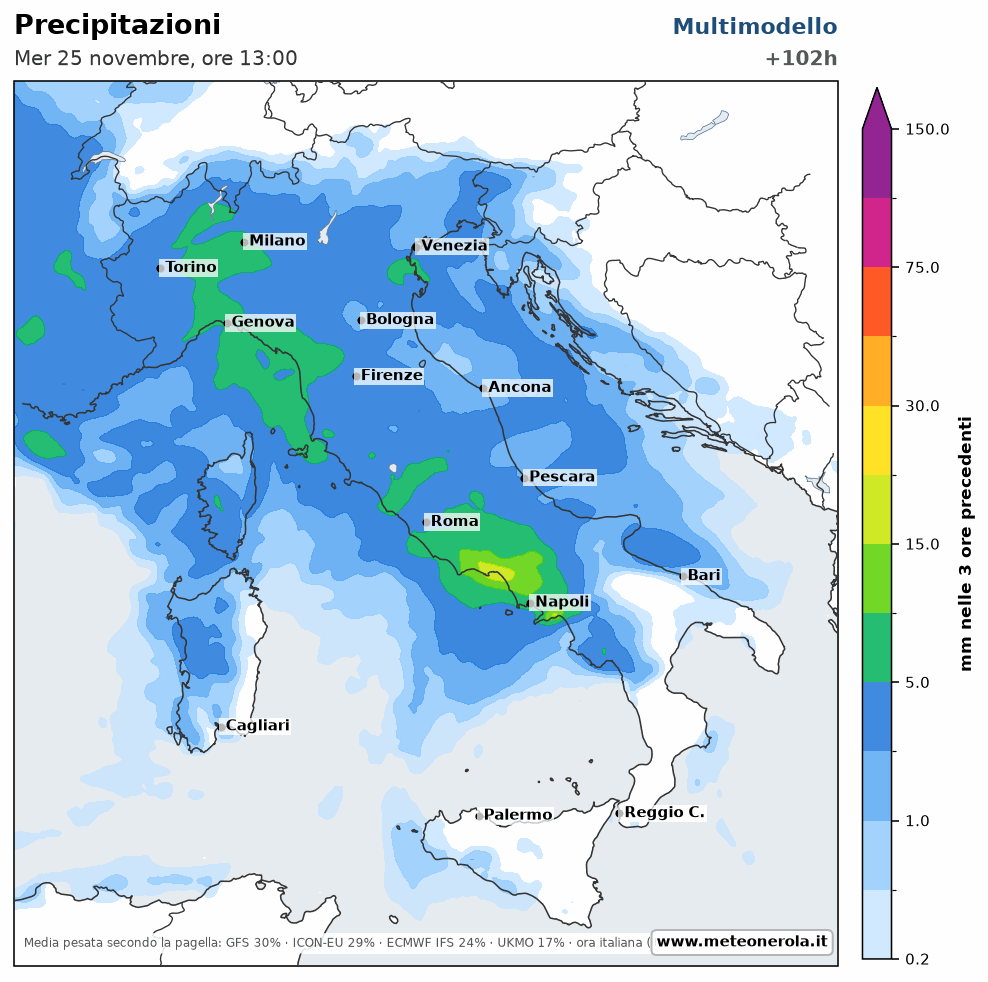 Precipitazioni
Multimodello
Mer 25 novembre, ore 13:00
+102h
150.0
75.0
30.0
15.0
5.0
1.0
0.2
mm nelle 3 ore precedenti
Milano
Venezia
Torino
Genova
Bologna
Firenze
Ancona
Pescara
Roma
Bari
Napoli
Cagliari
Palermo
Reggio C.
Media pesata secondo la pagella: GFS 30% · ICON-EU 29% · ECMWF IFS 24% · UKMO 17% · ora italiana (
www.meteonerola.it